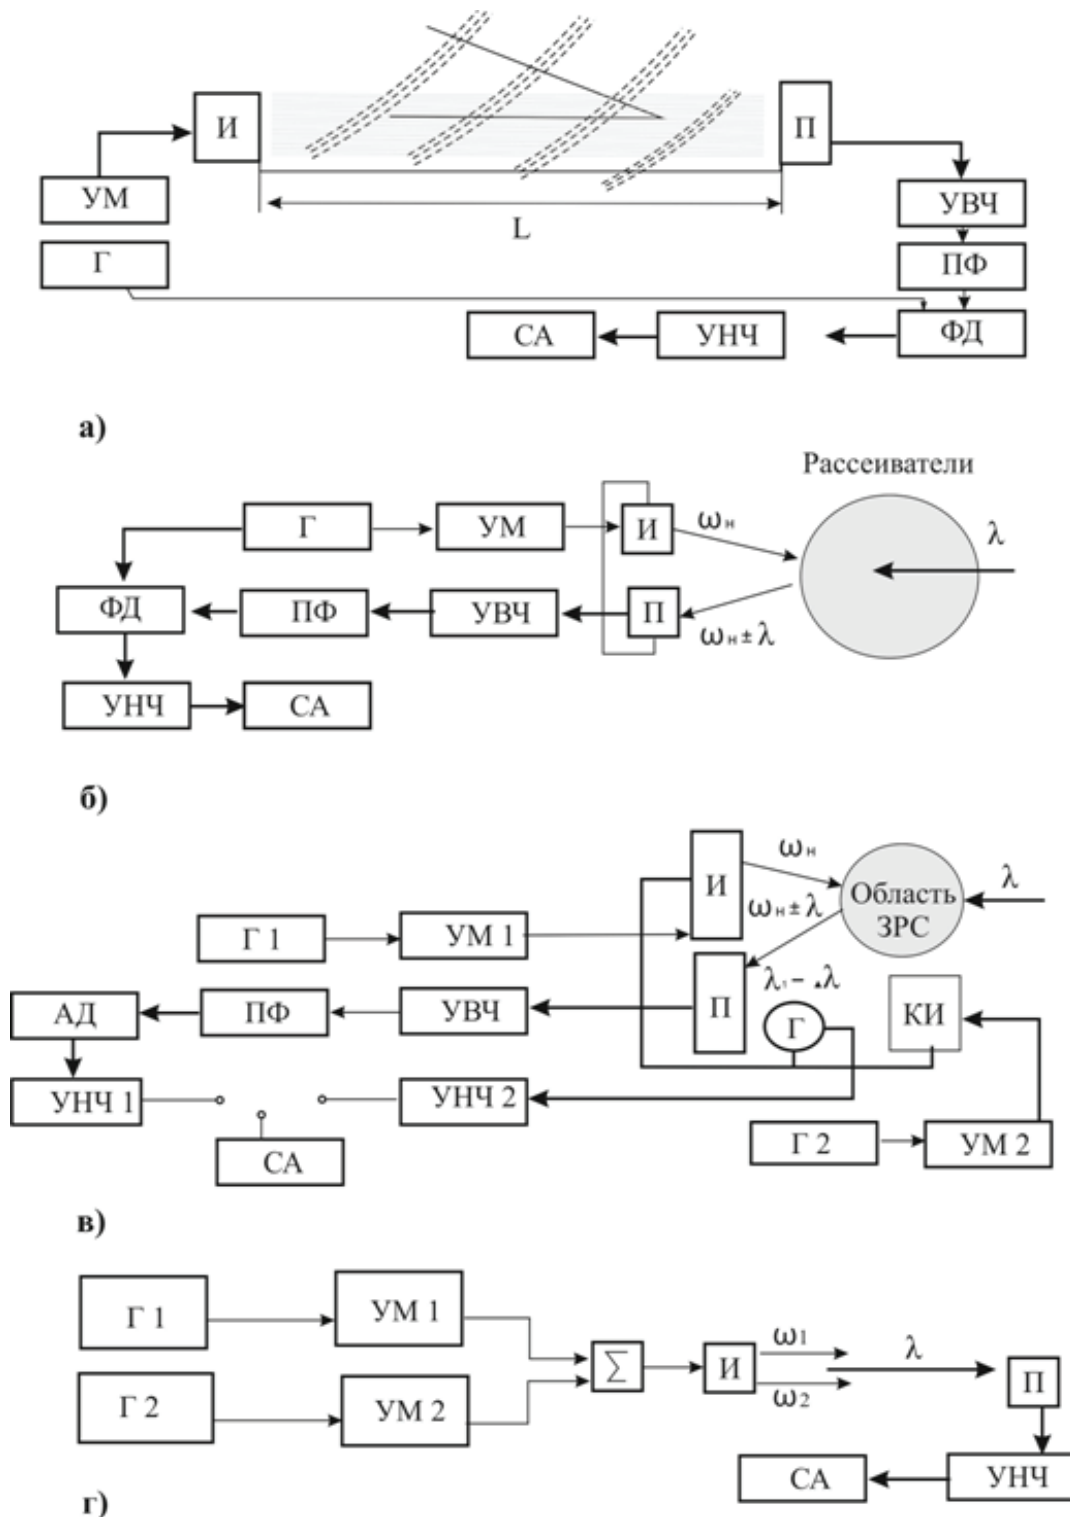 И
П
УМ
УВЧ
L
Г
ПФ
СА
УНЧ
ФД
а)
Рассеиватели
Г
УМ
И
ωн
λ
ФД
ПФ
УВЧ
П
ωн ± λ
УНЧ
СА
б)
И
ωн
Область
ЗРС
λ
ωн ± λ
Г 1
УМ 1
АД
ПФ
УВЧ
П
Г
КИ
УНЧ 1
УНЧ 2
СА
Г 2
УМ 2
в)
Г 1
УМ 1
∑
И
ω1
λ
ω2
П
Г 2
УМ 2
СА
УНЧ
г)